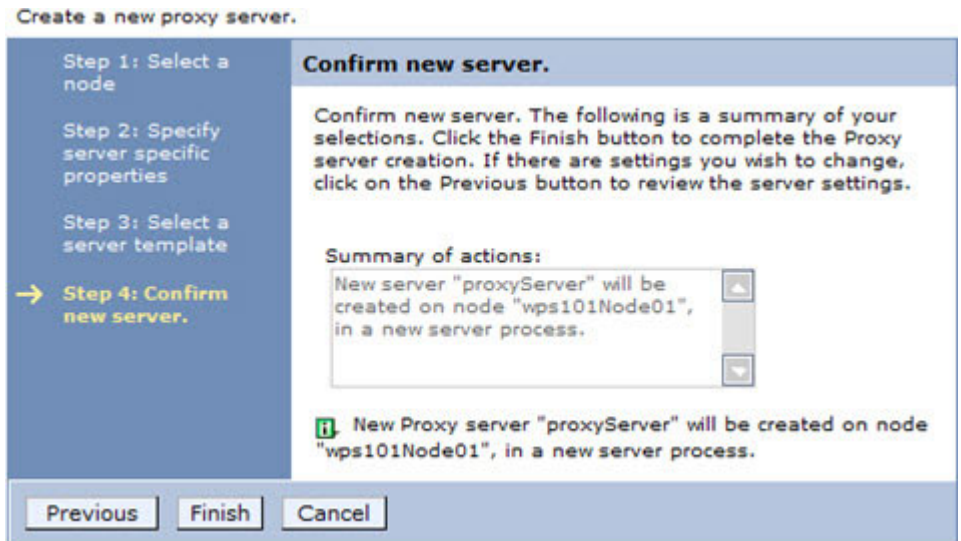 Create a new proxy server.
Step 1: Select a
node
Step 2: Specify
server specific
properties
Step 3: Select a
server template
Step 4: Confirm
new server.
Confirm new server.
Confirm new server. The following is a summary of your
selections. Click the Finish button to complete the Proxy
server creation. If there are settings you wish to change,
click on the Previous button to review the server settings.
Summary of actions:
New server "proxyServer" will be
created on node "wps101Node01",
in a new server process.
New Proxy server "proxyServer" will be created on node
"wps101Node01", in a new server process.
Previous
Finish
Cancel